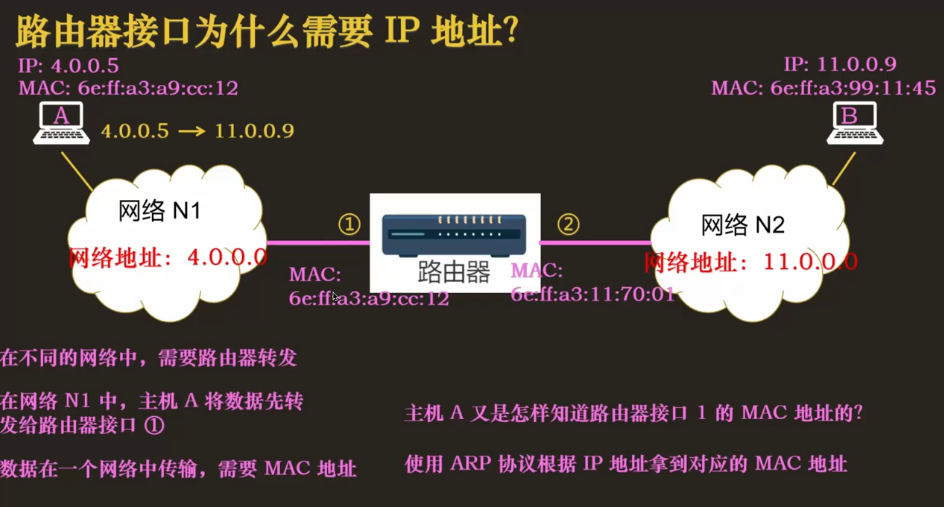 路由器接口为什么需要 IP 地址?
IP: 4.0.0.5
MAC: 6e:ff:a3:a9:cc:12
IP: 11.0.0.9
MAC: 6e:ff:a3:99:11:45
A
4.0.0.5 → 11.0.0.9
B
网络 N1
网络地址: 4.0.0.0
①
路由器
②
网络 N2
网络地址: 11.0.0.0
MAC:
6e:ff:a3:a9:cc:12
MAC:
6e:ff:a3:11:70:01
在不同的网络中，需要路由器转发
在网络 N1 中，主机 A 将数据先转
发给路由器接口 ①
数据在一个网络中传输，需要 MAC 地址
主机 A 又是怎样知道路由器接口 1 的 MAC 地址的?
使用 ARP 协议根据 IP 地址拿到对应的 MAC 地址